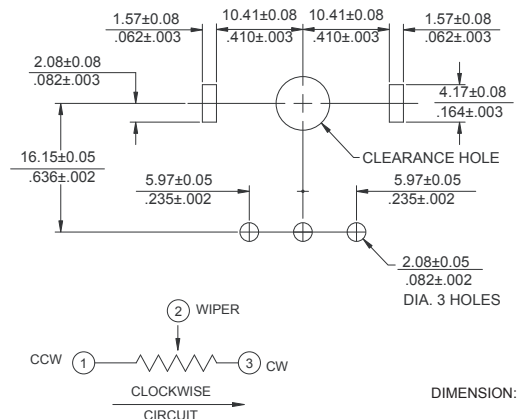 1.57±0.08
.062±.003
10.41±0.08
.410±.003
10.41±0.08
.410±.003
1.57±0.08
.062±.003
2.08±0.08
.082±.003
4.17±0.08
.164±.003
CLEARANCE HOLE
16.15±0.05
.636±.002
5.97±0.05
.235±.002
5.97±0.05
.235±.002
2.08±0.05
.082±.002
DIA. 3 HOLES
2 WIPER
CCW 1 3 CW
CLOCKWISE
CIRCUIT
DIMENSION: